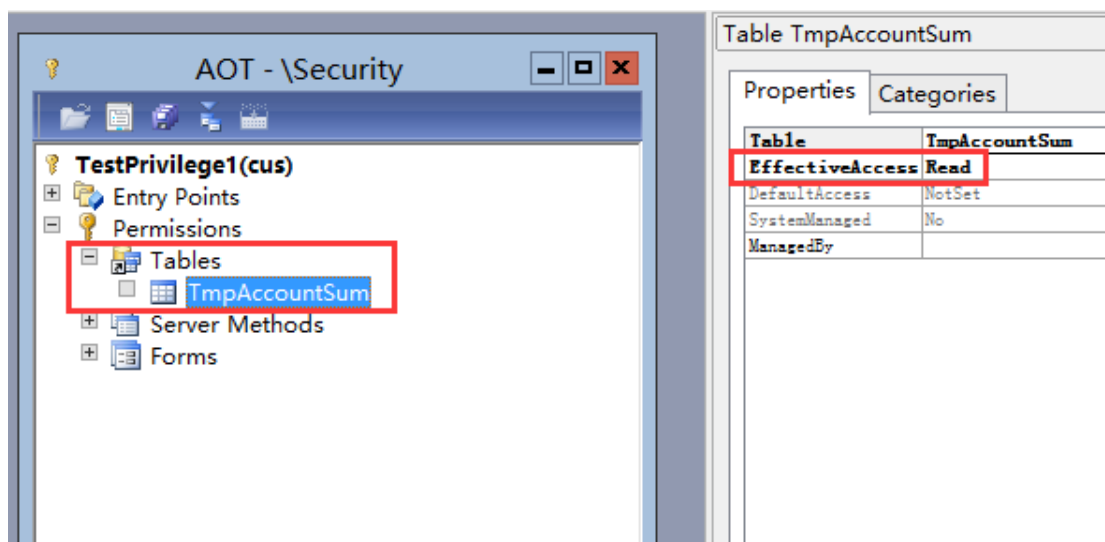 AOT - \Security
TestPrivilege1(cus)
Entry Points
Permissions
Tables
TmpAccountSum
Server Methods
Forms
Table TmpAccountSum
Properties Categories
Table TmpAccountSum
EffectiveAccess Read
DefaultAccess NotSet
SystemManaged No
ManagedBy